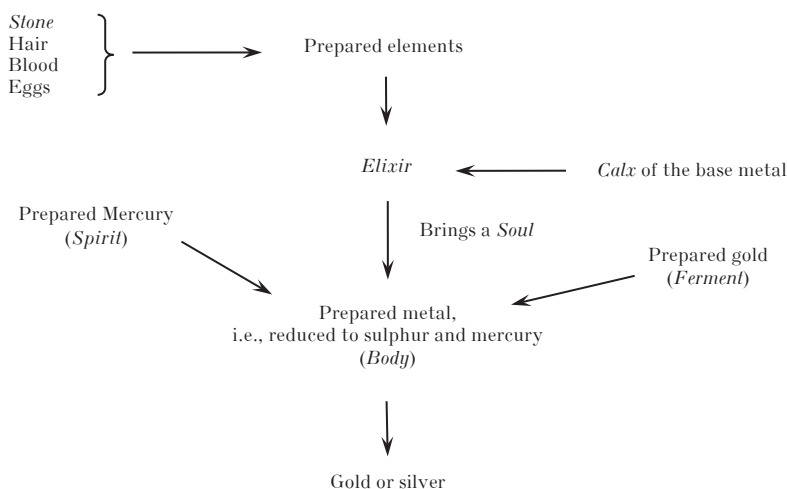 Stone
Hair
Blood
Eggs
Prepared elements
Elixir
Calx of the base metal
Prepared Mercury
(Spirit)
Brings a Soul
Prepared gold
(Ferment)
Prepared metal,
i.e., reduced to sulphur and mercury
(Body)
Gold or silver